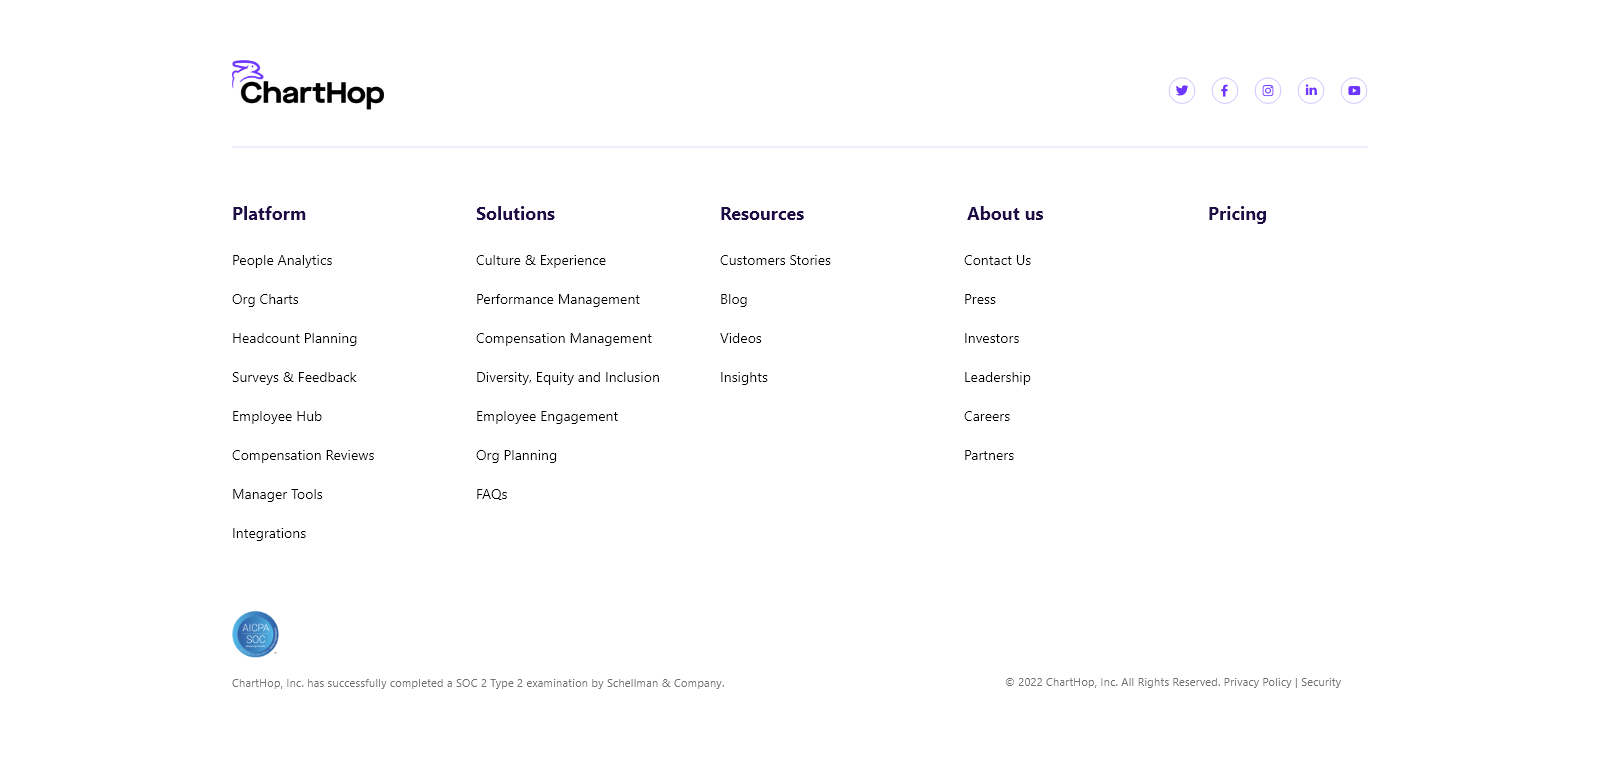 ChartHop
Platform
People Analytics
Org Charts
Headcount Planning
Surveys & Feedback
Employee Hub
Compensation Reviews
Manager Tools
Integrations
Solutions
Culture & Experience
Performance Management
Compensation Management
Diversity, Equity and Inclusion
Employee Engagement
Org Planning
FAQs
Resources
Customers Stories
Blog
Videos
Insights
About us
Contact Us
Press
Investors
Leadership
Careers
Partners
Pricing
AICPA
SOC
ChartHop, Inc. has successfully completed a SOC 2 Type 2 examination by Schellman & Company.
© 2022 ChartHop, Inc. All Rights Reserved. Privacy Policy | Security